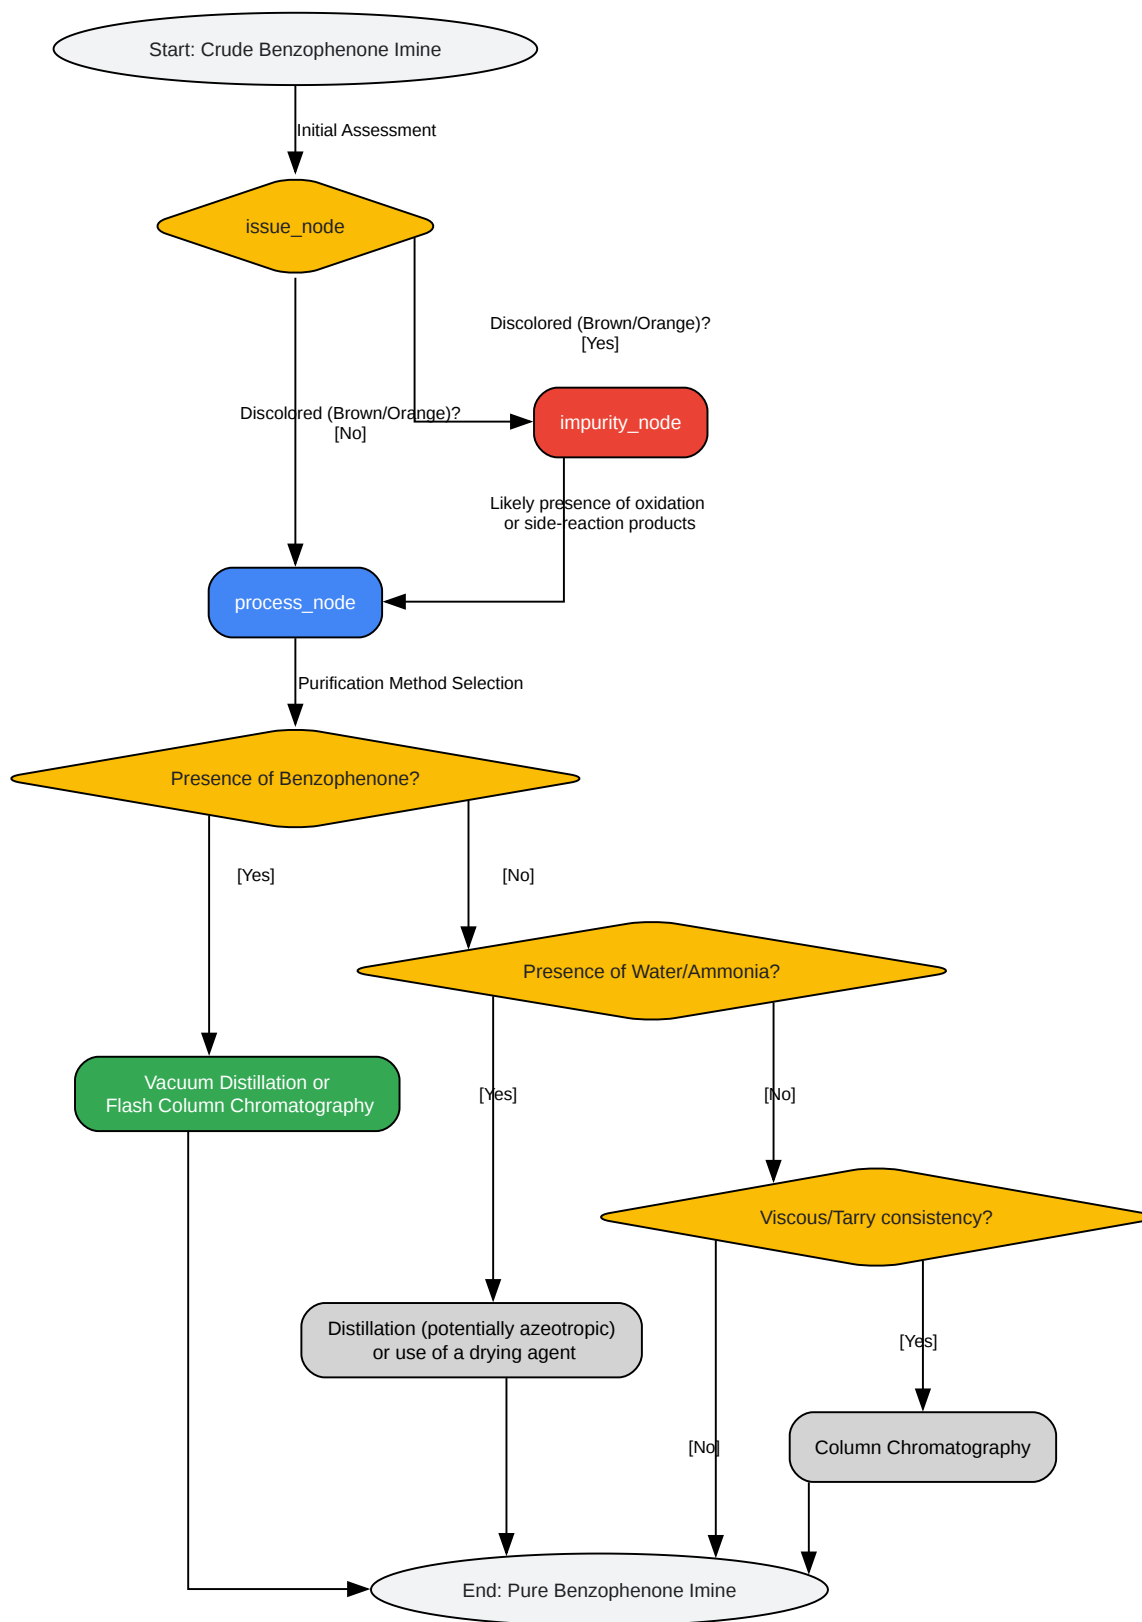 Start: Crude Benzophenone Imine
Initial Assessment
issue_node
Discolored (Brown/Orange)?
[Yes]
Discolored (Brown/Orange)?
[No]
impurity_node
Likely presence of oxidation
or side-reaction products
process_node
Purification Method Selection
Presence of Benzophenone?
[Yes]
[No]
Presence of Water/Ammonia?
Vacuum Distillation or
Flash Column Chromatography
[Yes]
[No]
Viscous/Tarry consistency?
Distillation (potentially azeotropic)
or use of a drying agent
[Yes]
[No]
Column Chromatography
End: Pure Benzophenone Imine